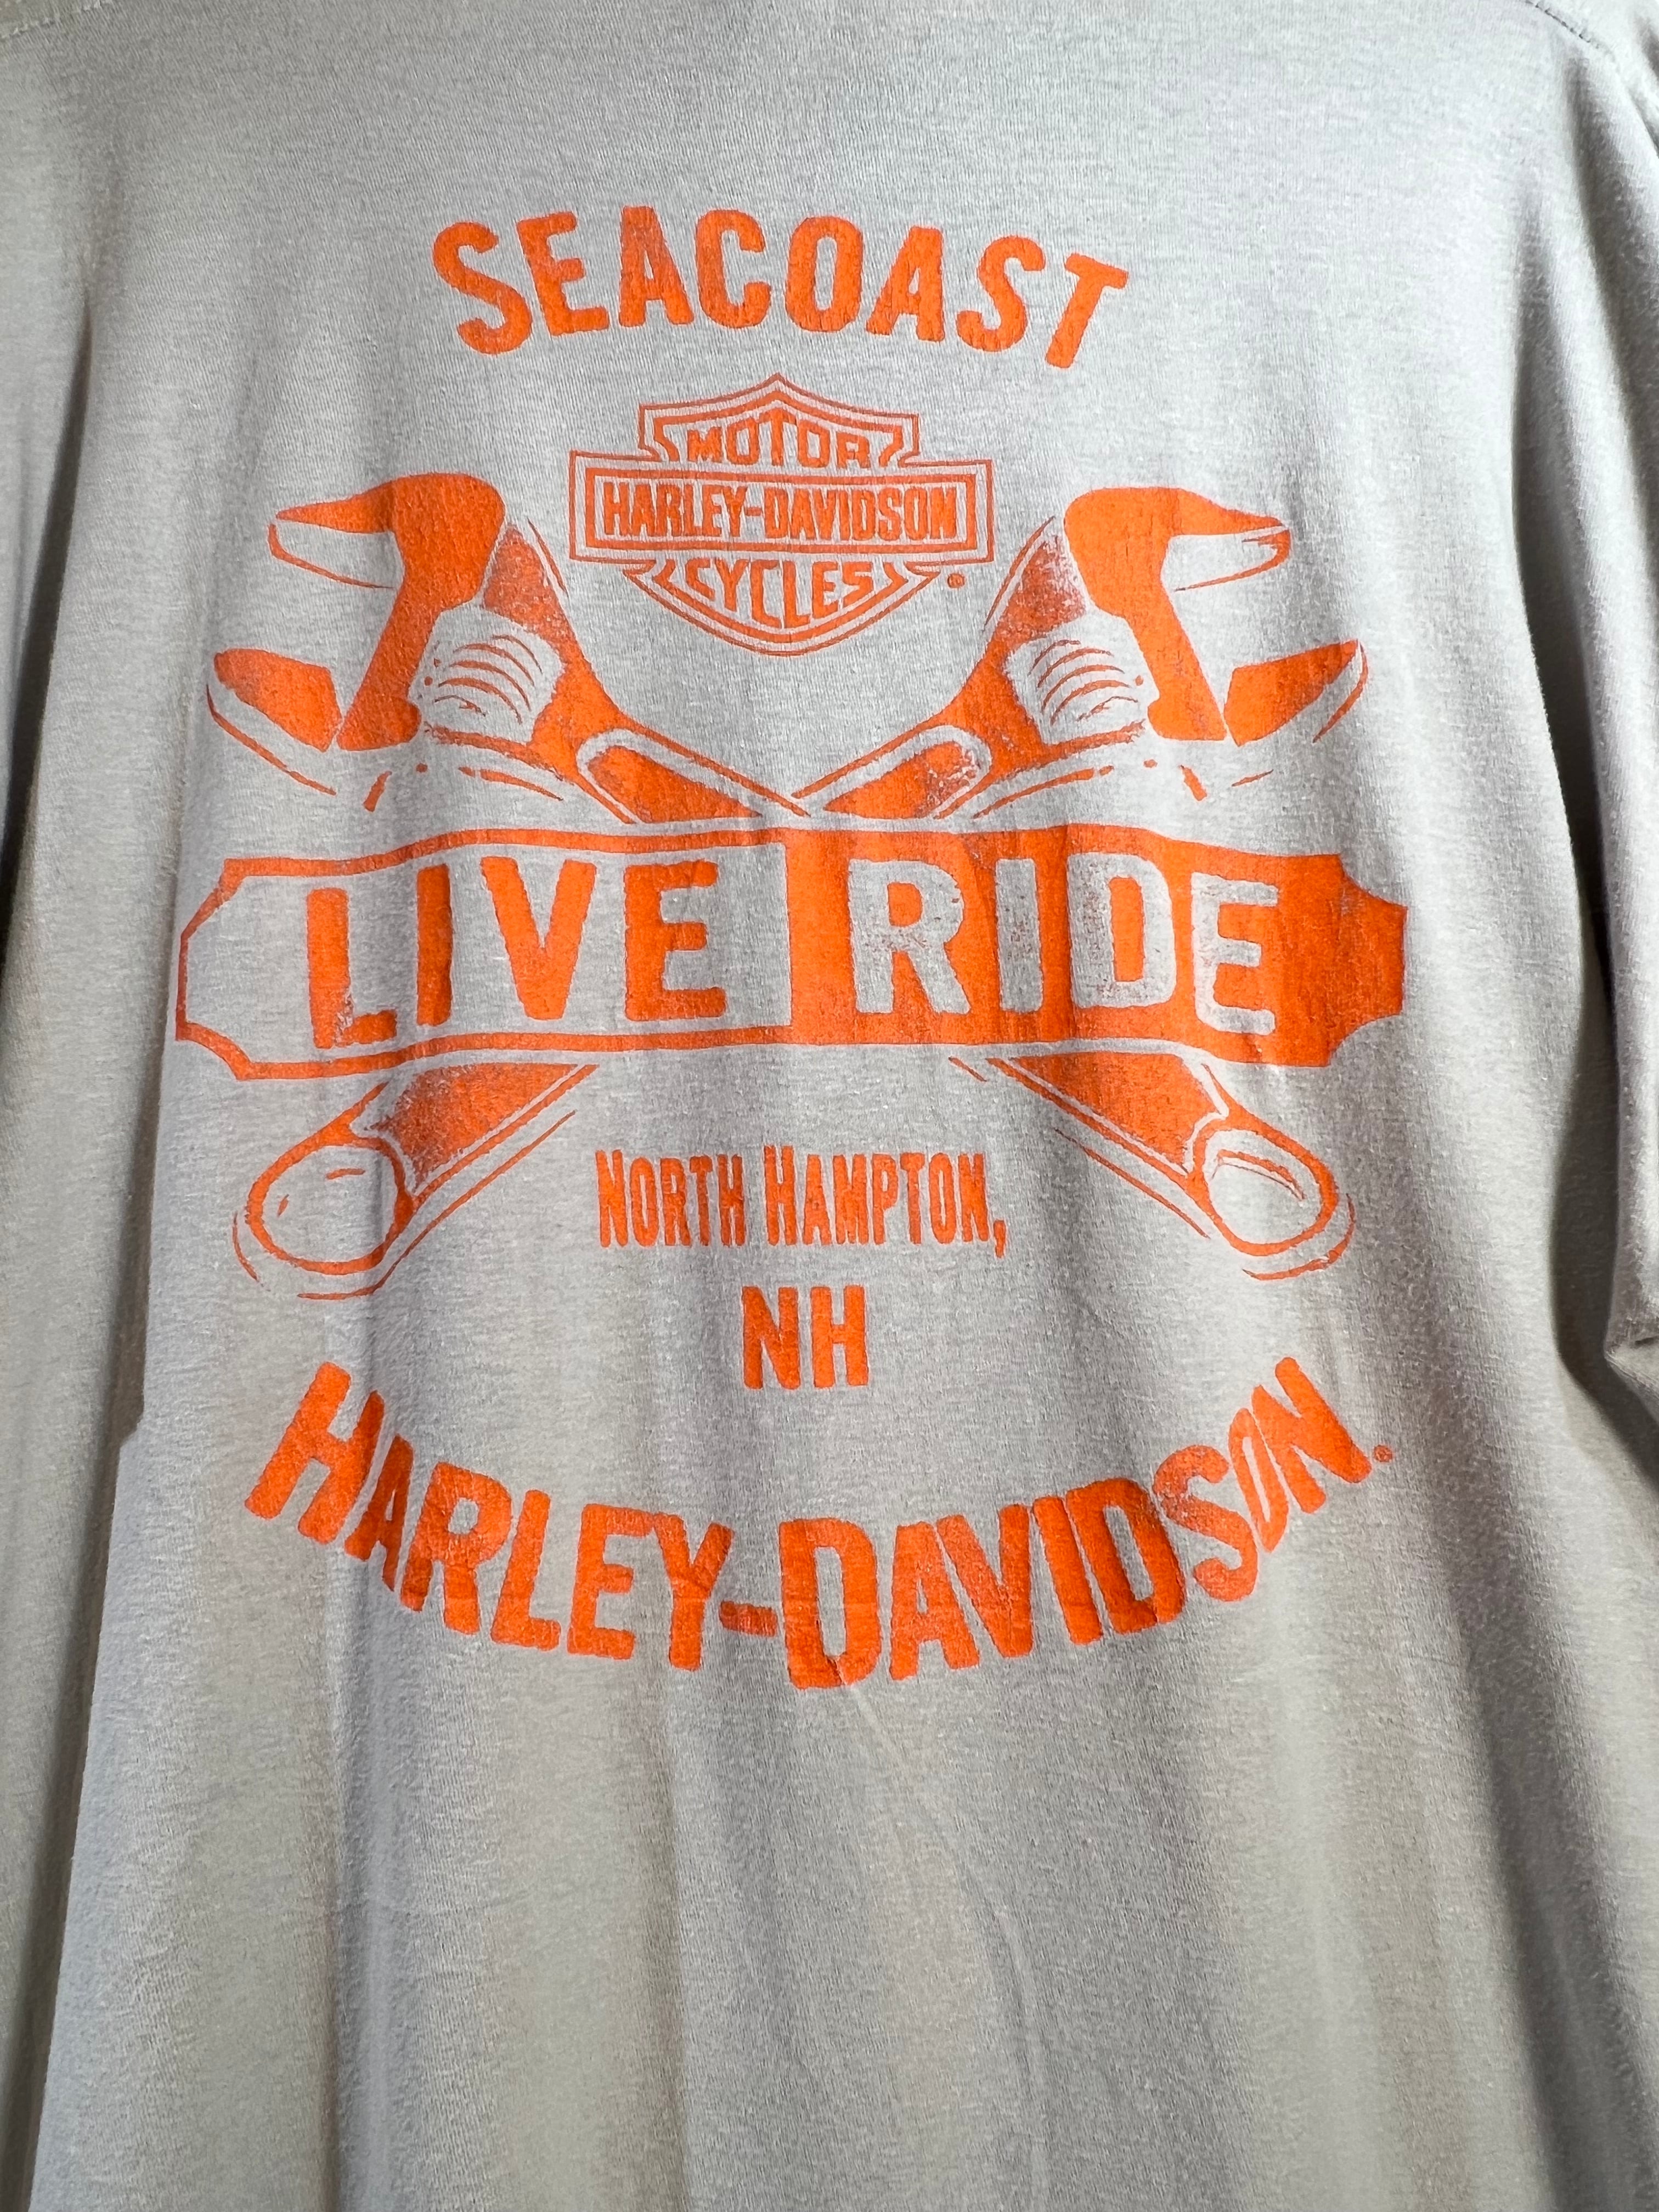 SEACOAST
MOTOR
HARLEY-DAVIDSON
CYCLES ®
LIVE RIDE
NORTH HAMPTON,
NH
HARLEY-DAVIDSON®